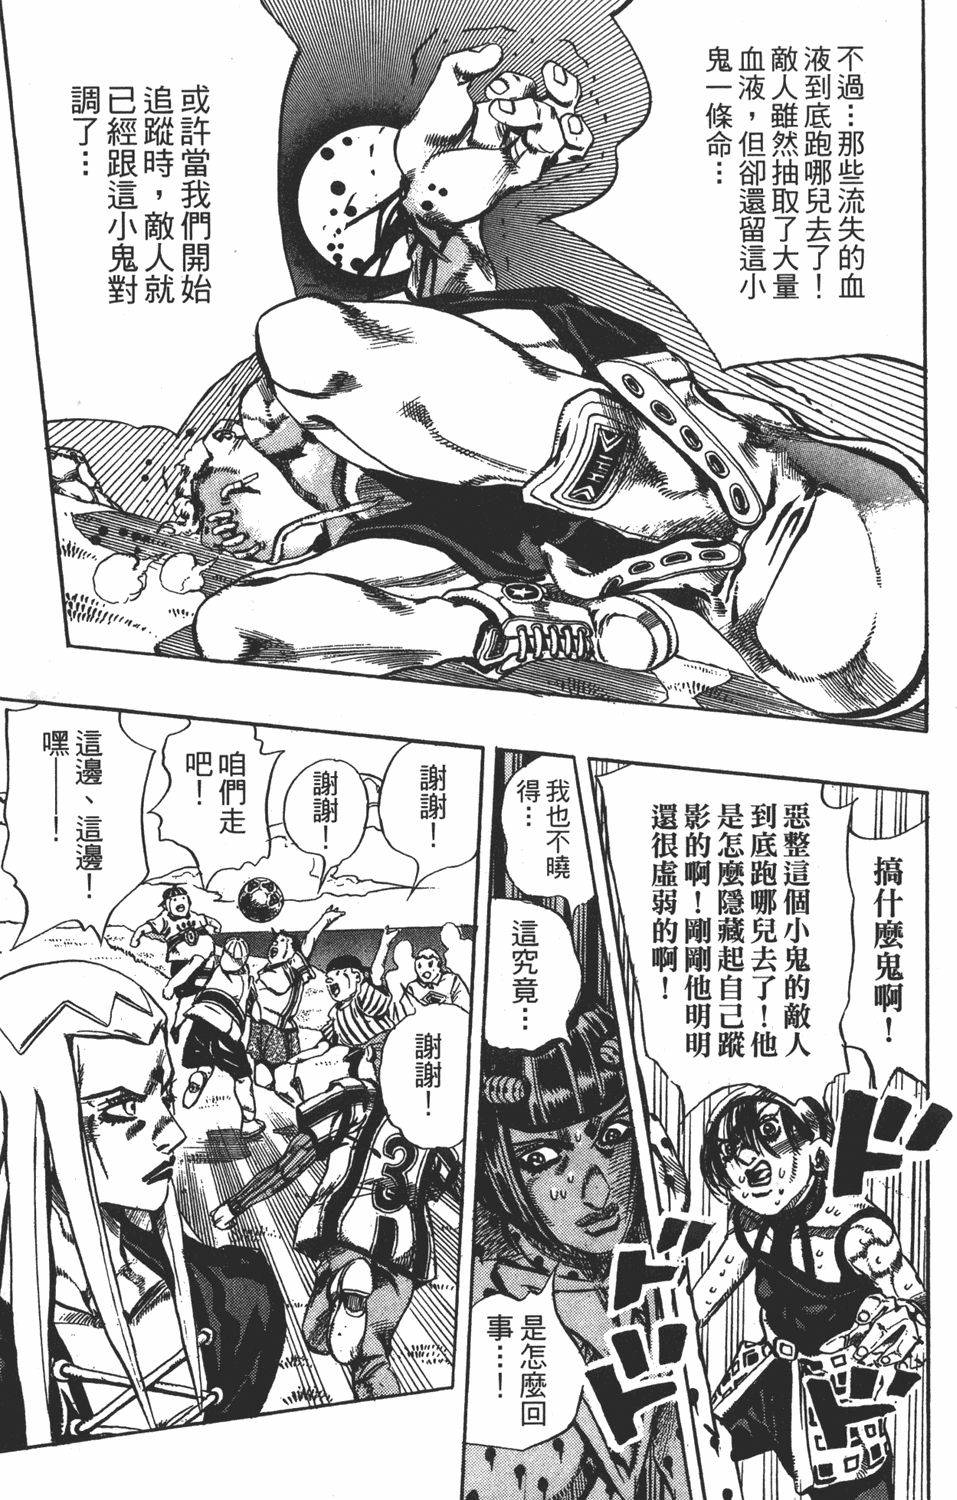 不過…那些流失的血
液到底跑哪兒去了！
敵人雖然抽取了大量
血液，但卻還留這小
鬼一條命…
或許當我們開始
追蹤時，敵人就
已經跟這小鬼對
調了…
搞什麼鬼啊！
惡整這個小鬼的敵人
到底跑哪兒去了！他
是怎麼隱藏起自己蹤
影的啊！剛剛他明明
還很虛弱的啊！
ドド
ドド
我也不曉
得…
這究竟…
是怎麼回
事…！
謝謝！
謝謝！
咱們走
吧！
這邊、這邊！
嘿——！
謝謝！
3